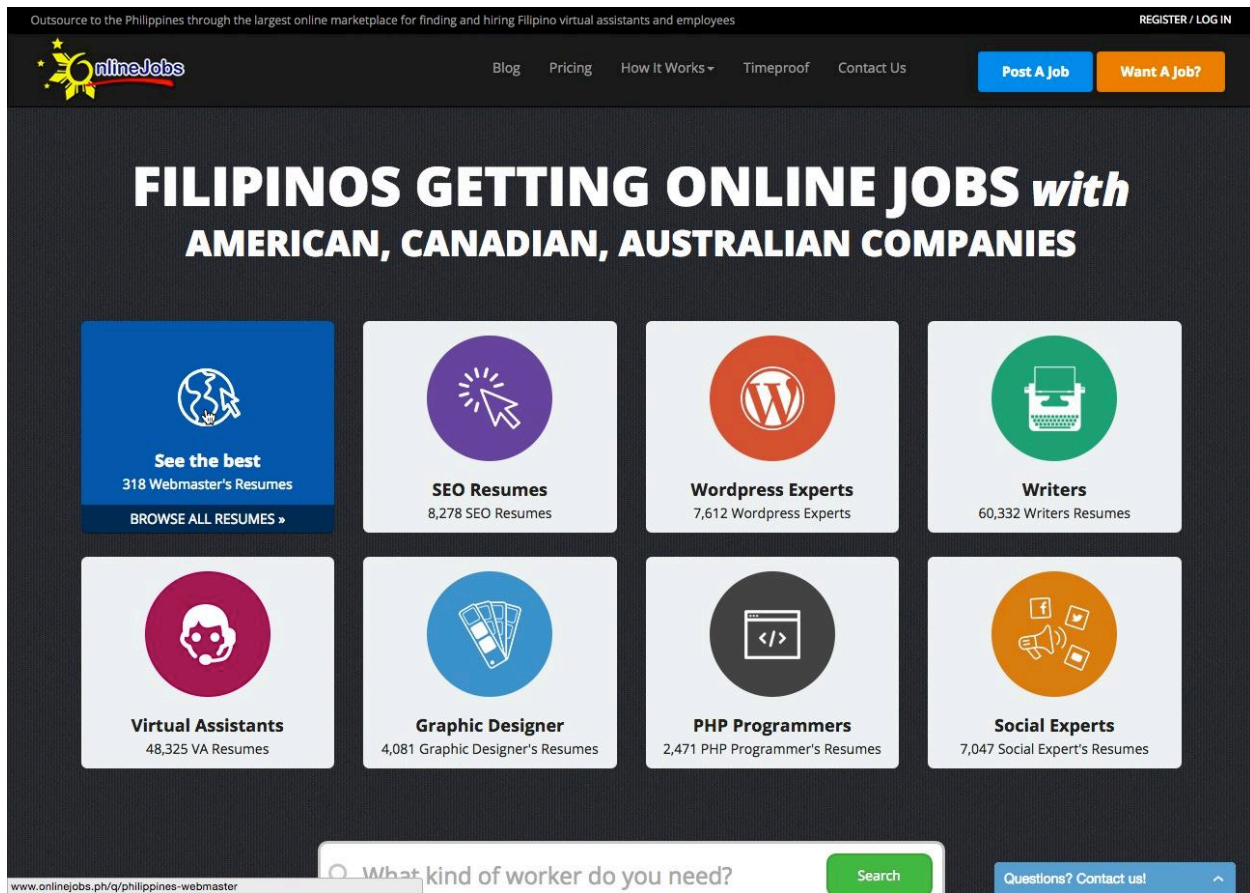 Outsource to the Philippines through the largest online marketplace for finding and hiring Filipino virtual assistants and employees
REGISTER / LOG IN
OnlineJobs
Blog
Pricing
How It Works
Timeproof
Contact Us
Post A Job
Want A Job?
FILIPINOS GETTING ONLINE JOBS with
AMERICAN, CANADIAN, AUSTRALIAN COMPANIES
See the best
318 Webmaster's Resumes
BROWSE ALL RESUMES »
SEO Resumes
8,278 SEO Resumes
Wordpress Experts
7,612 Wordpress Experts
Writers
60,332 Writers Resumes
Virtual Assistants
48,325 VA Resumes
Graphic Designer
4,081 Graphic Designer's Resumes
PHP Programmers
2,471 PHP Programmer's Resumes
Social Experts
7,047 Social Expert's Resumes
What kind of worker do you need?
Search
www.onlinejobs.ph/q/philippines-webmaster
Questions? Contact us!